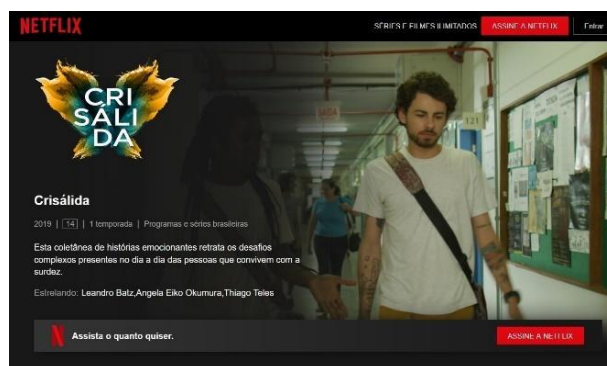 NETFLIX
SÉRIES E FILMES ILIMITADOS
ASSINE A NETFLIX
Entrar
CRI
SÁLI
DA
SAÍDA
121
Crisálida
2019 | 14 | 1 temporada | Programas e séries brasileiras
Esta coletânea de histórias emocionantes retrata os desafios
complexos presentes no dia a dia das pessoas que convivem com a
surdez.
Estrelando: Leandro Batz,Angela Eiko Okumura,Thiago Teles
Assista o quanto quiser.
ASSINE A NETFLIX